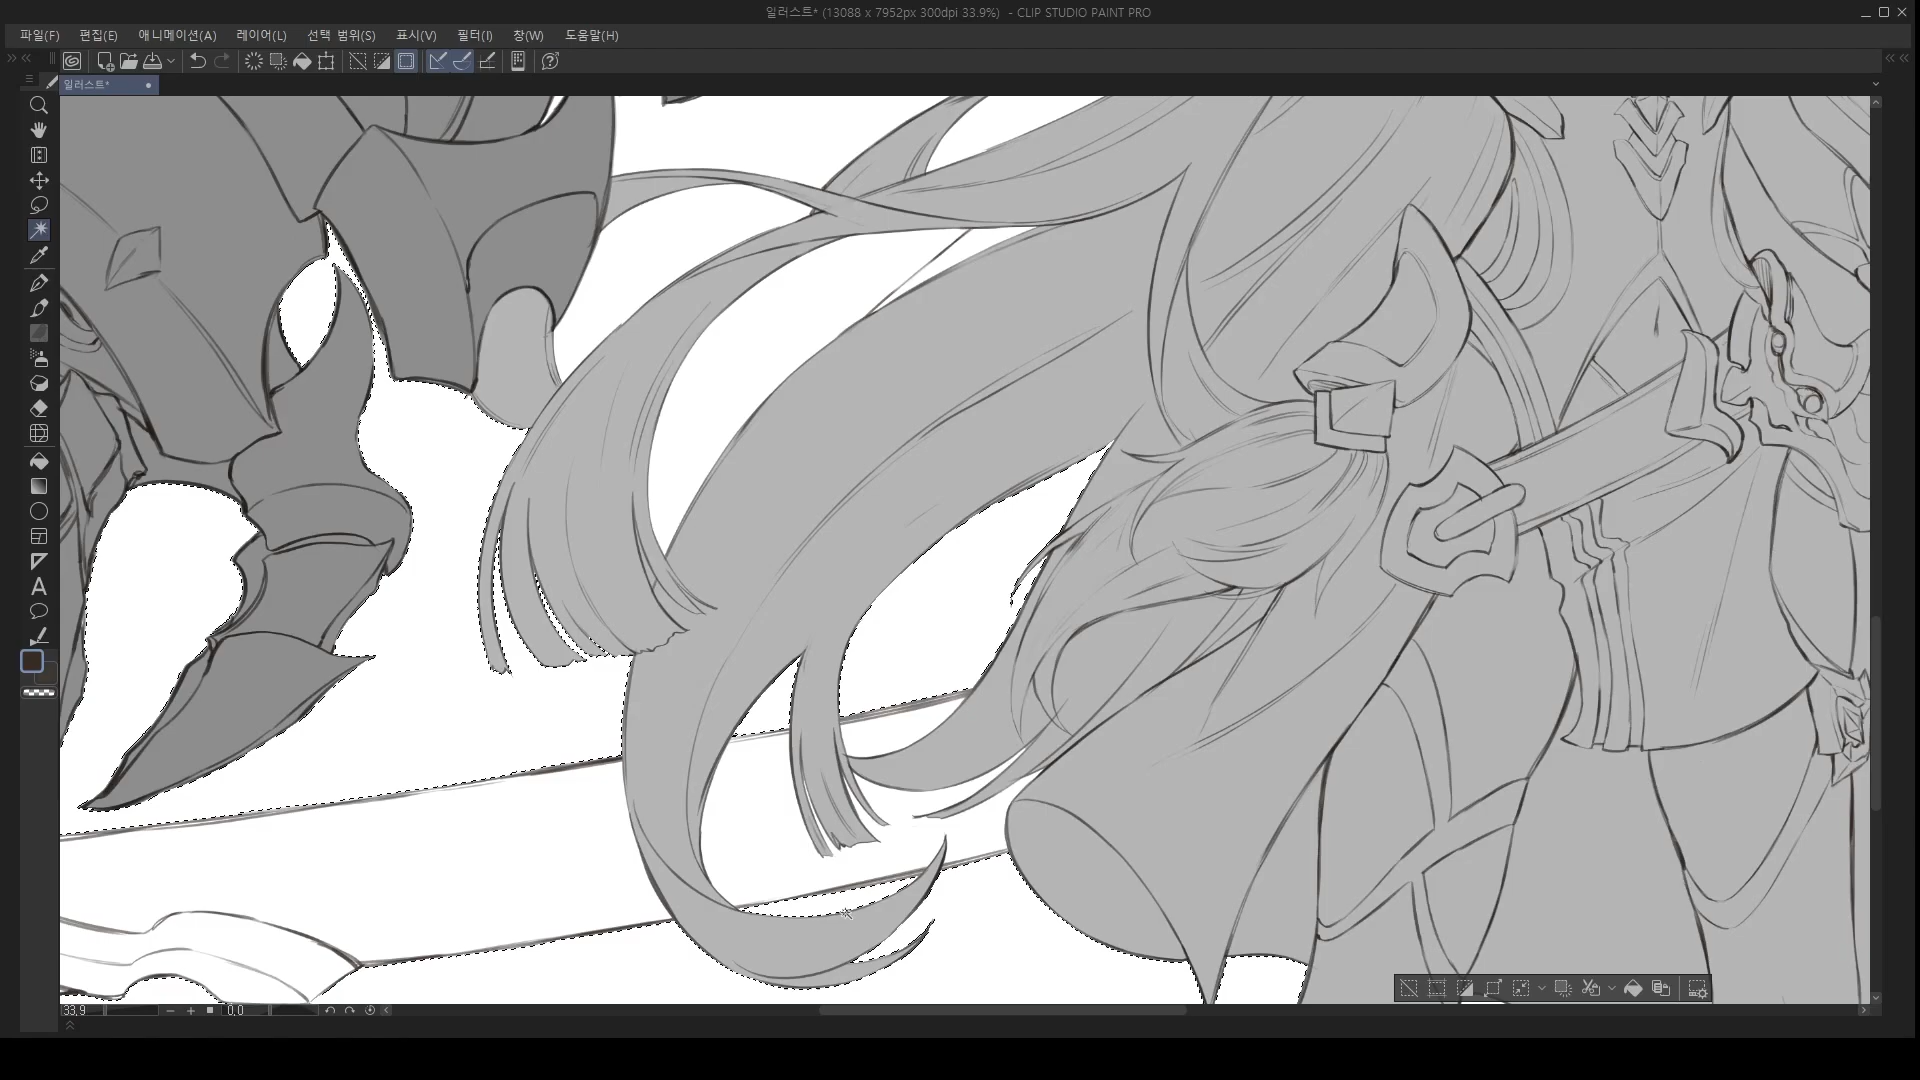 일러스트* (13088 x 7952px 300dpi 33.9%) - CLIP STUDIO PAINT PRO
파일(F) 편집(E) 애니메이션(A) 레이어(L) 선택 범위(S) 표시(V) 필터(I) 창(W) 도움말(H)
일러스트*
33.9 0.0